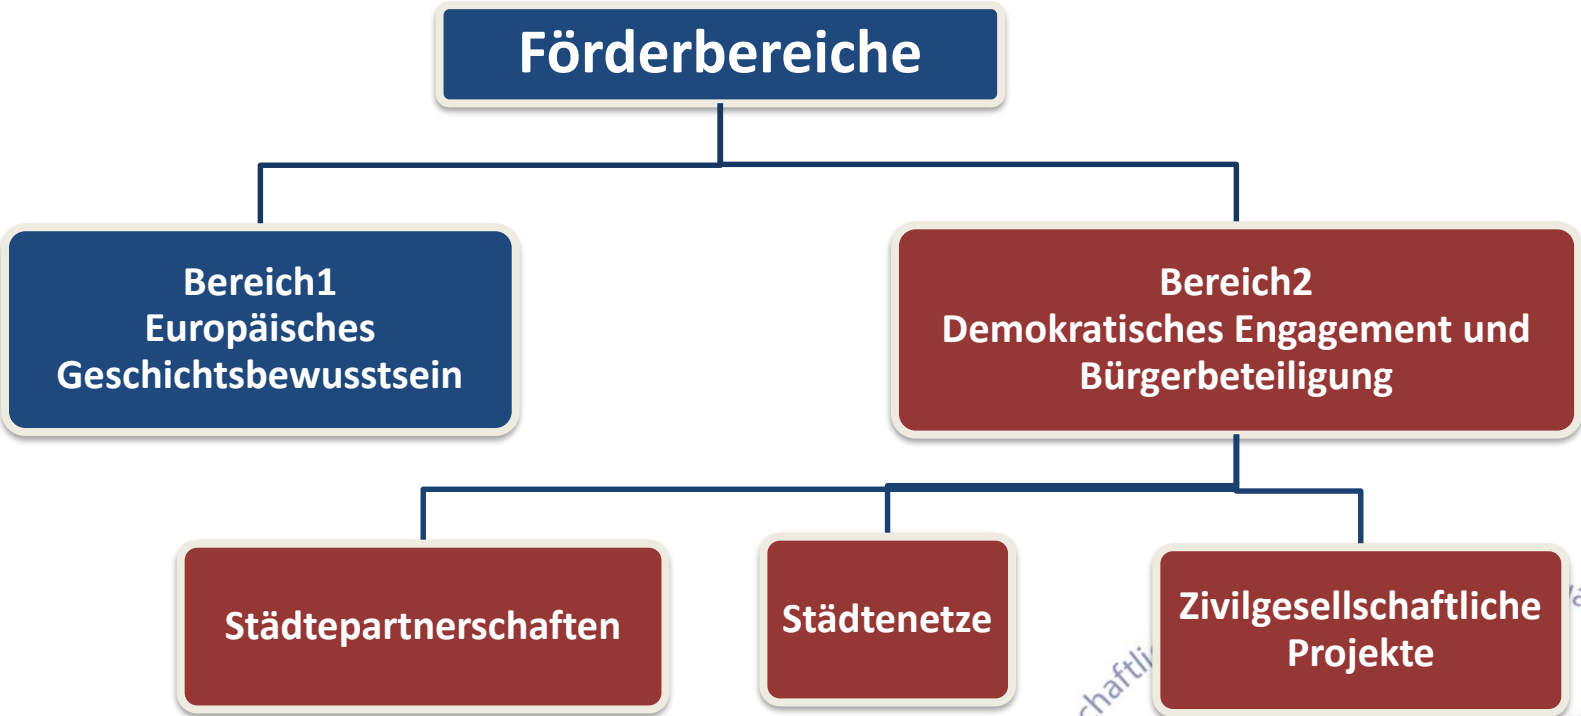 Förderbereiche
Bereich1
Europäisches
Geschichtsbewusstsein
Bereich2
Demokratisches Engagement und
Bürgerbeteiligung
Städtepartnerschaften
Städtenetze
Zivilgesellschaftliche
Projekte